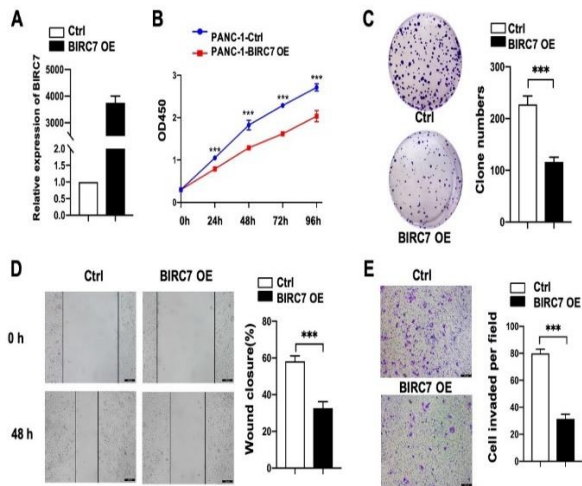 A
Ctrl
BIRC7 OE
Relative expression of BIRC7
5000
4000
3000
2.0
1.5
1.0
0.5
0.0
B
PANC-1-Ctrl
PANC-1-BIRC7 OE
OD450
3
2
1
0
***
***
***
***
0h
24h
48h
72h
96h
C
Ctrl
BIRC7 OE
Ctrl
BIRC7 OE
Clone numbers
300
200
100
0
***
D
Ctrl
BIRC7 OE
0 h
48 h
Ctrl
BIRC7 OE
Wound closure(%)
80
60
40
20
0
***
E
Ctrl
BIRC7 OE
Ctrl
BIRC7 OE
Cell invaded per field
100
80
60
40
20
0
***